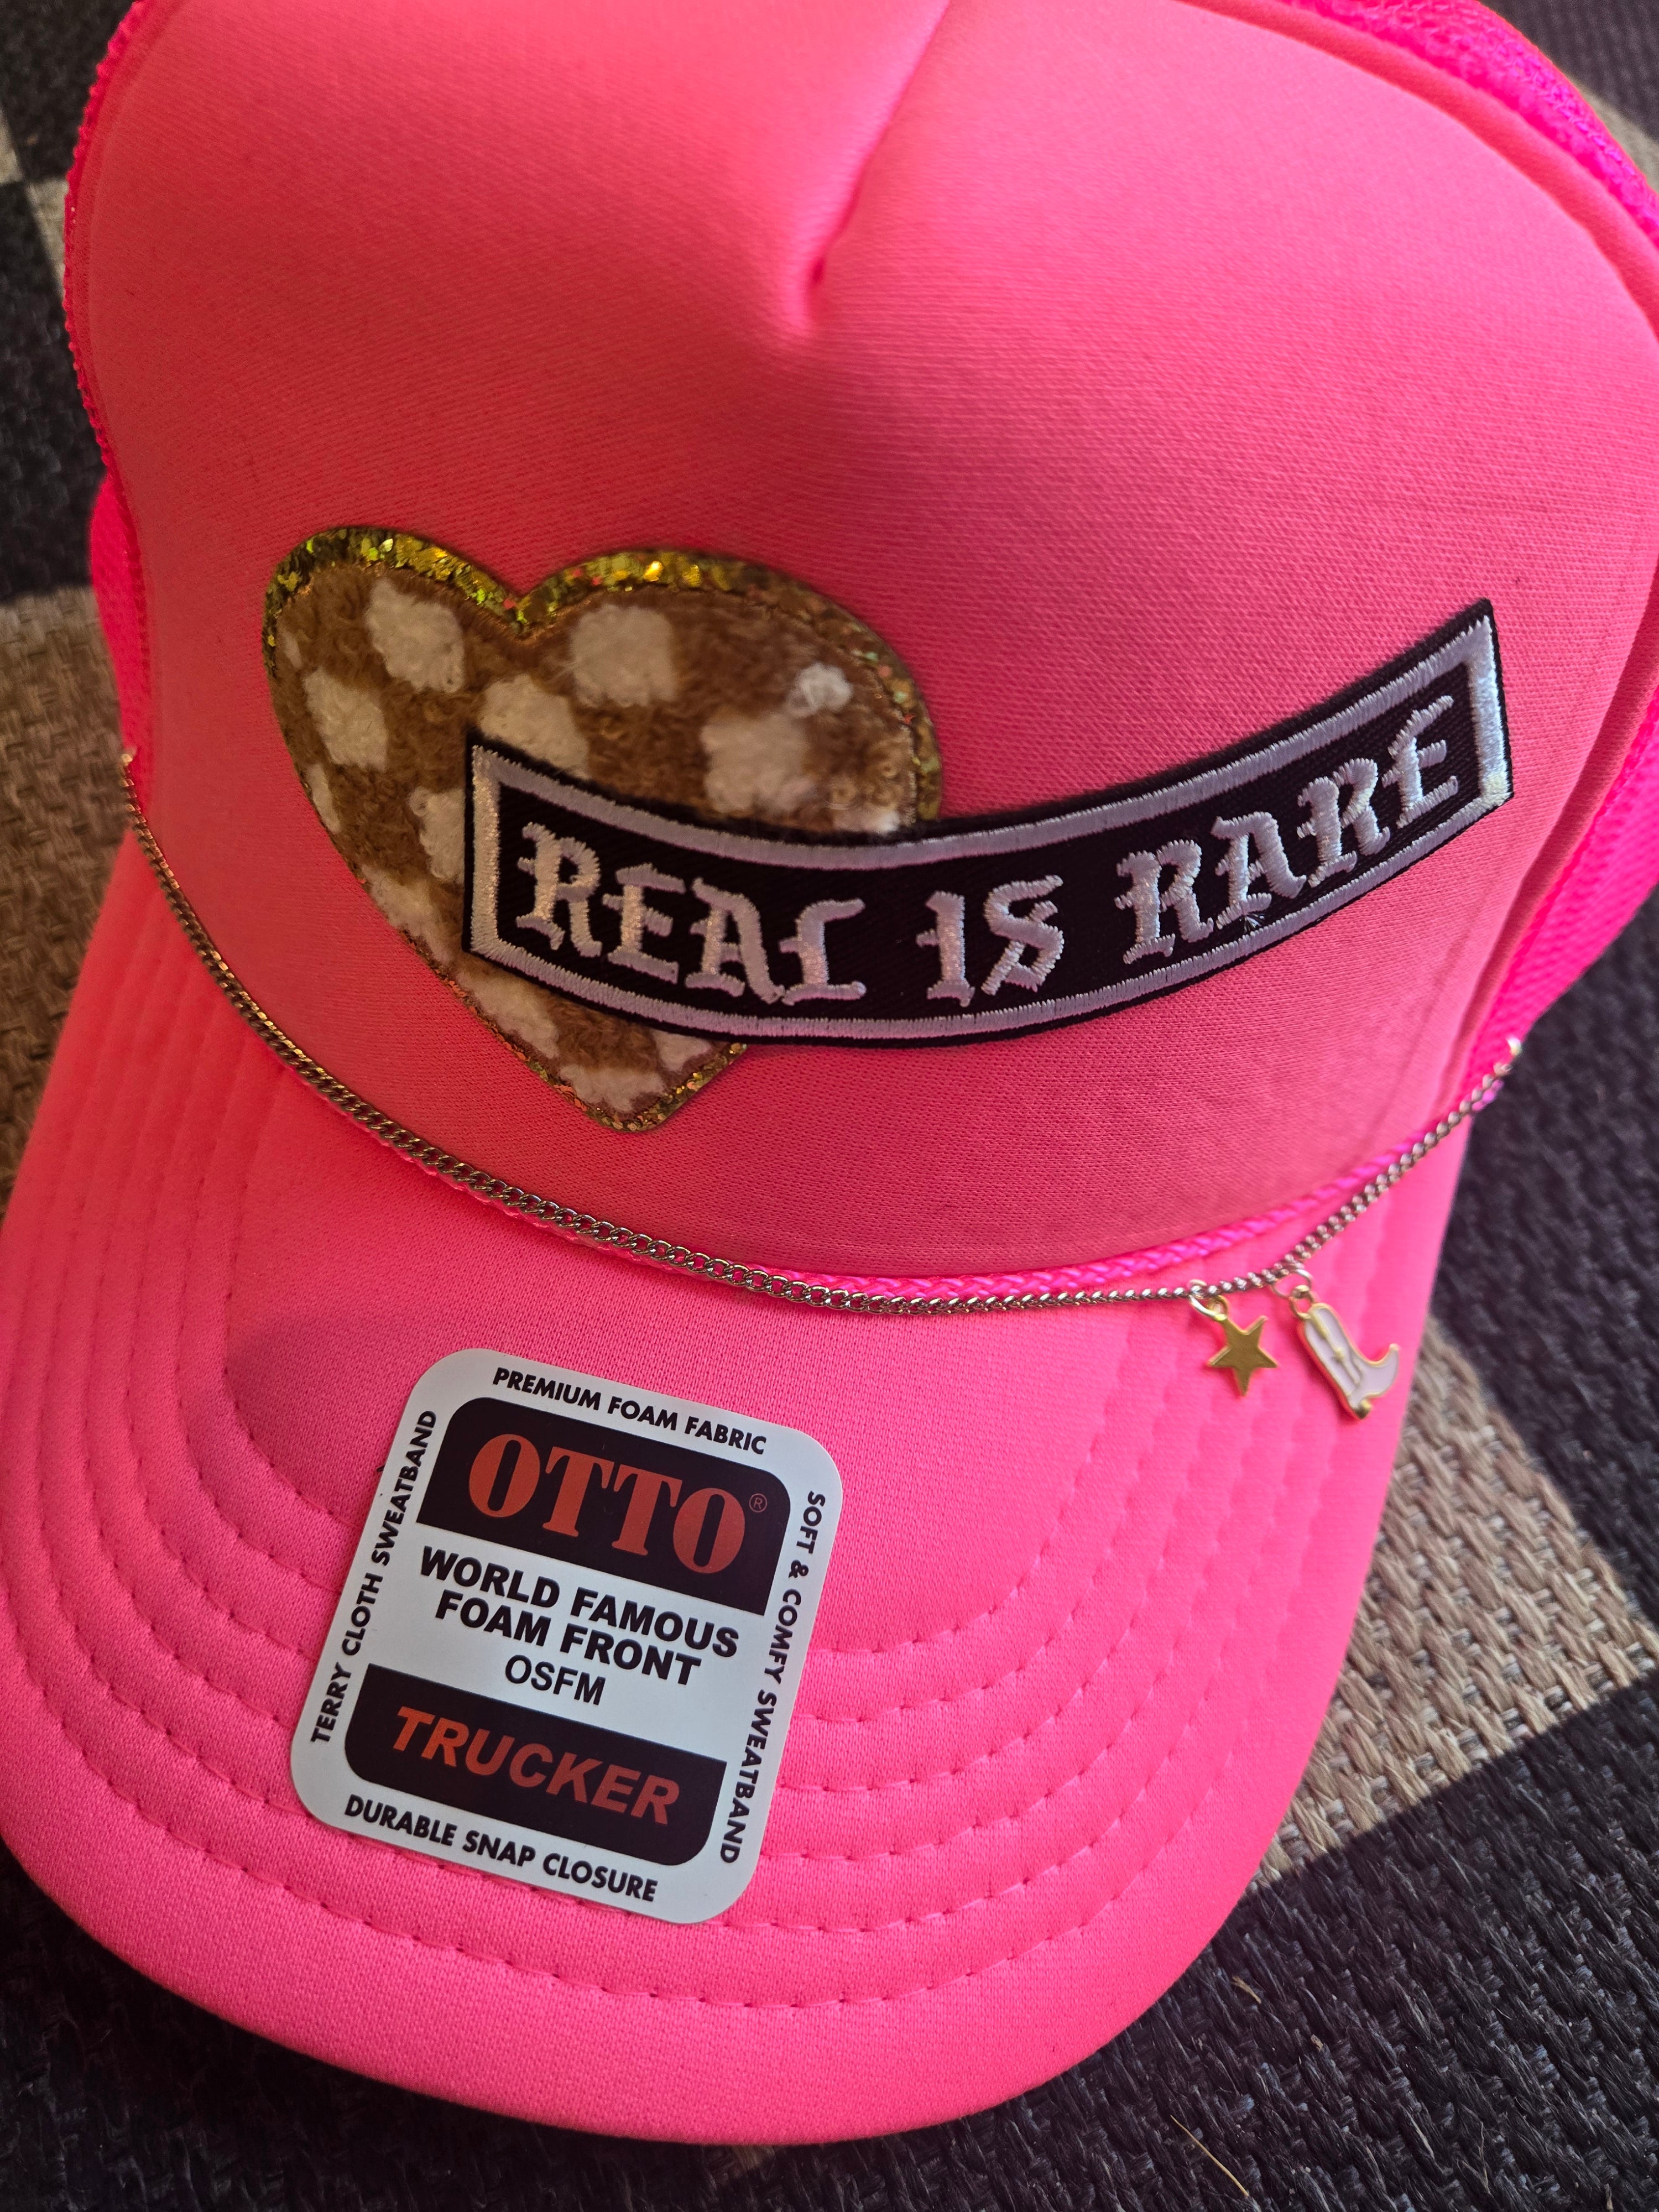 REAL IS RARE
PREMIUM FOAM FABRIC
OTTO®
WORLD FAMOUS
FOAM FRONT
OSFM
TRUCKER
DURABLE SNAP CLOSURE
TERRY CLOTH SWEATBAND
SOFT & COMFY SWEATBAND